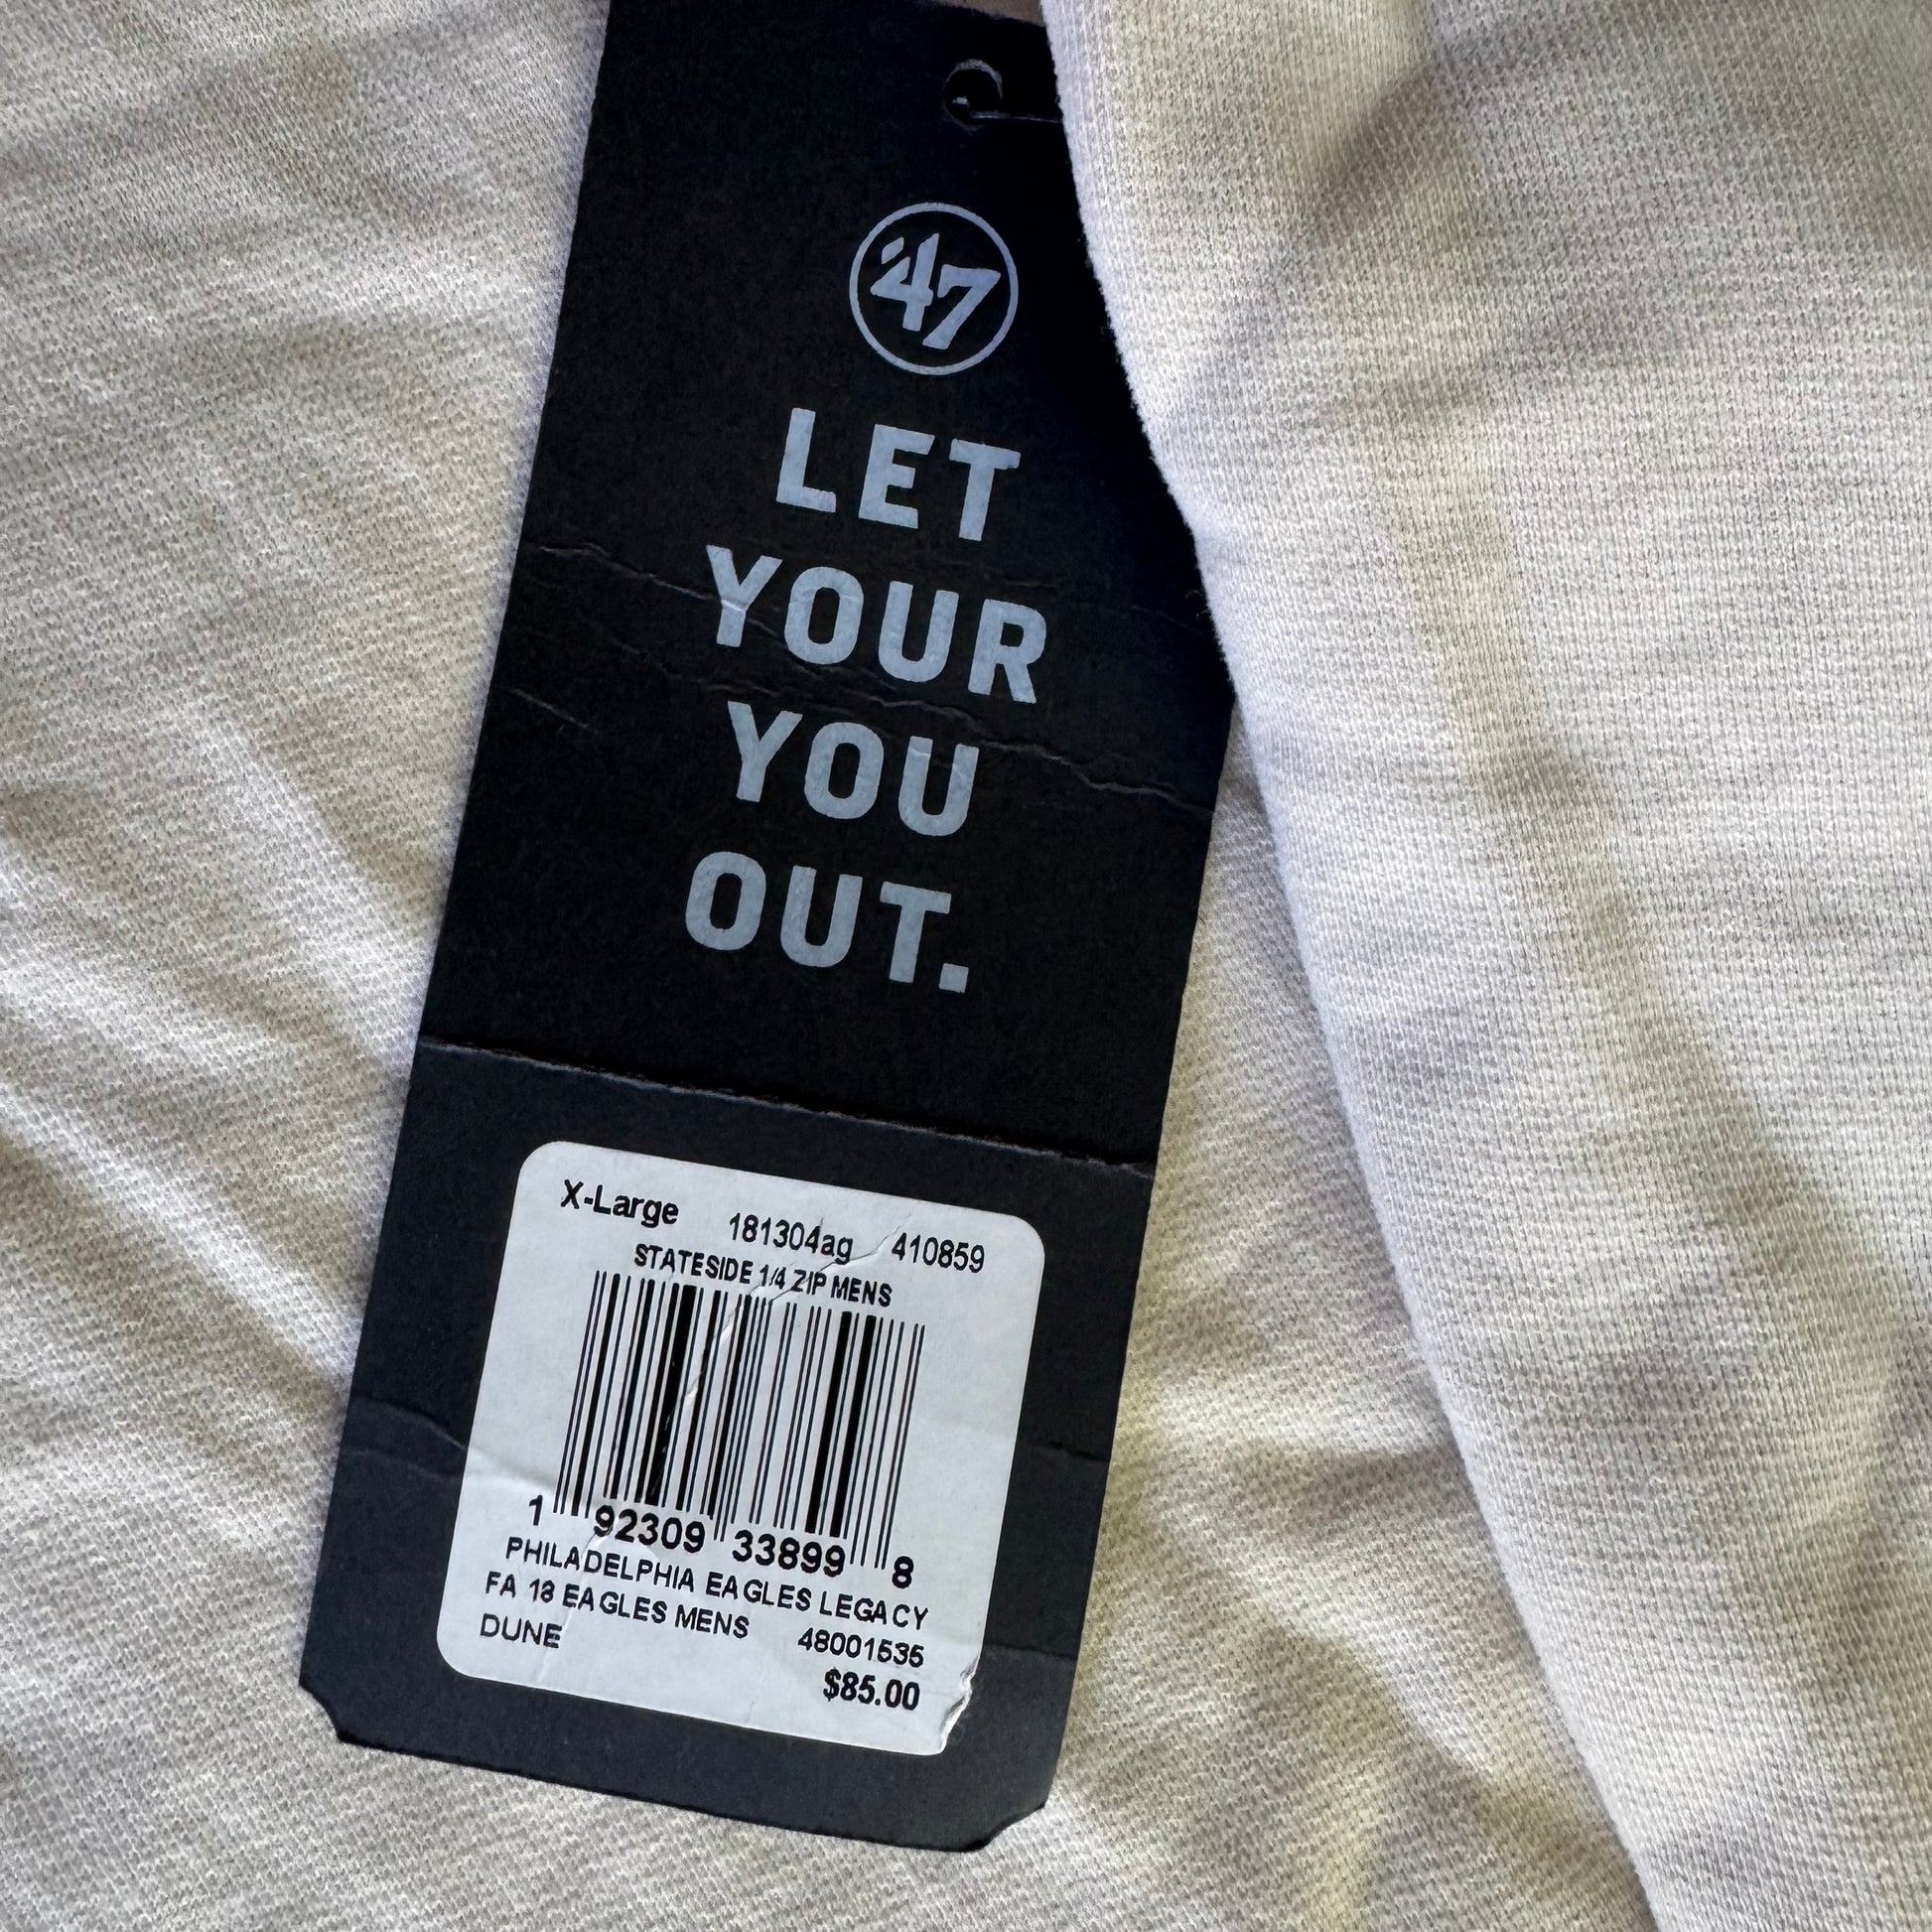 '47
LET
YOUR
YOU
OUT.
X-Large 181304ag 410859
STATESIDE 1/4 ZIP MENS
1 92309 33899 8
PHILADELPHIA EAGLES LEGACY
FA 18 EAGLES MENS 48001535
DUNE
$85.00